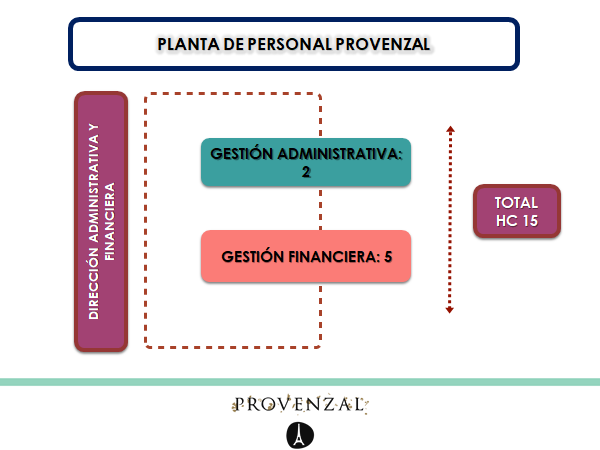 PLANTA DE PERSONAL PROVENZAL
DIRECCIÓN ADMINISTRATIVA Y
FINANCIERA
GESTIÓN ADMINISTRATIVA:
2
GESTIÓN FINANCIERA: 5
TOTAL
HC 15
PROVENZAL